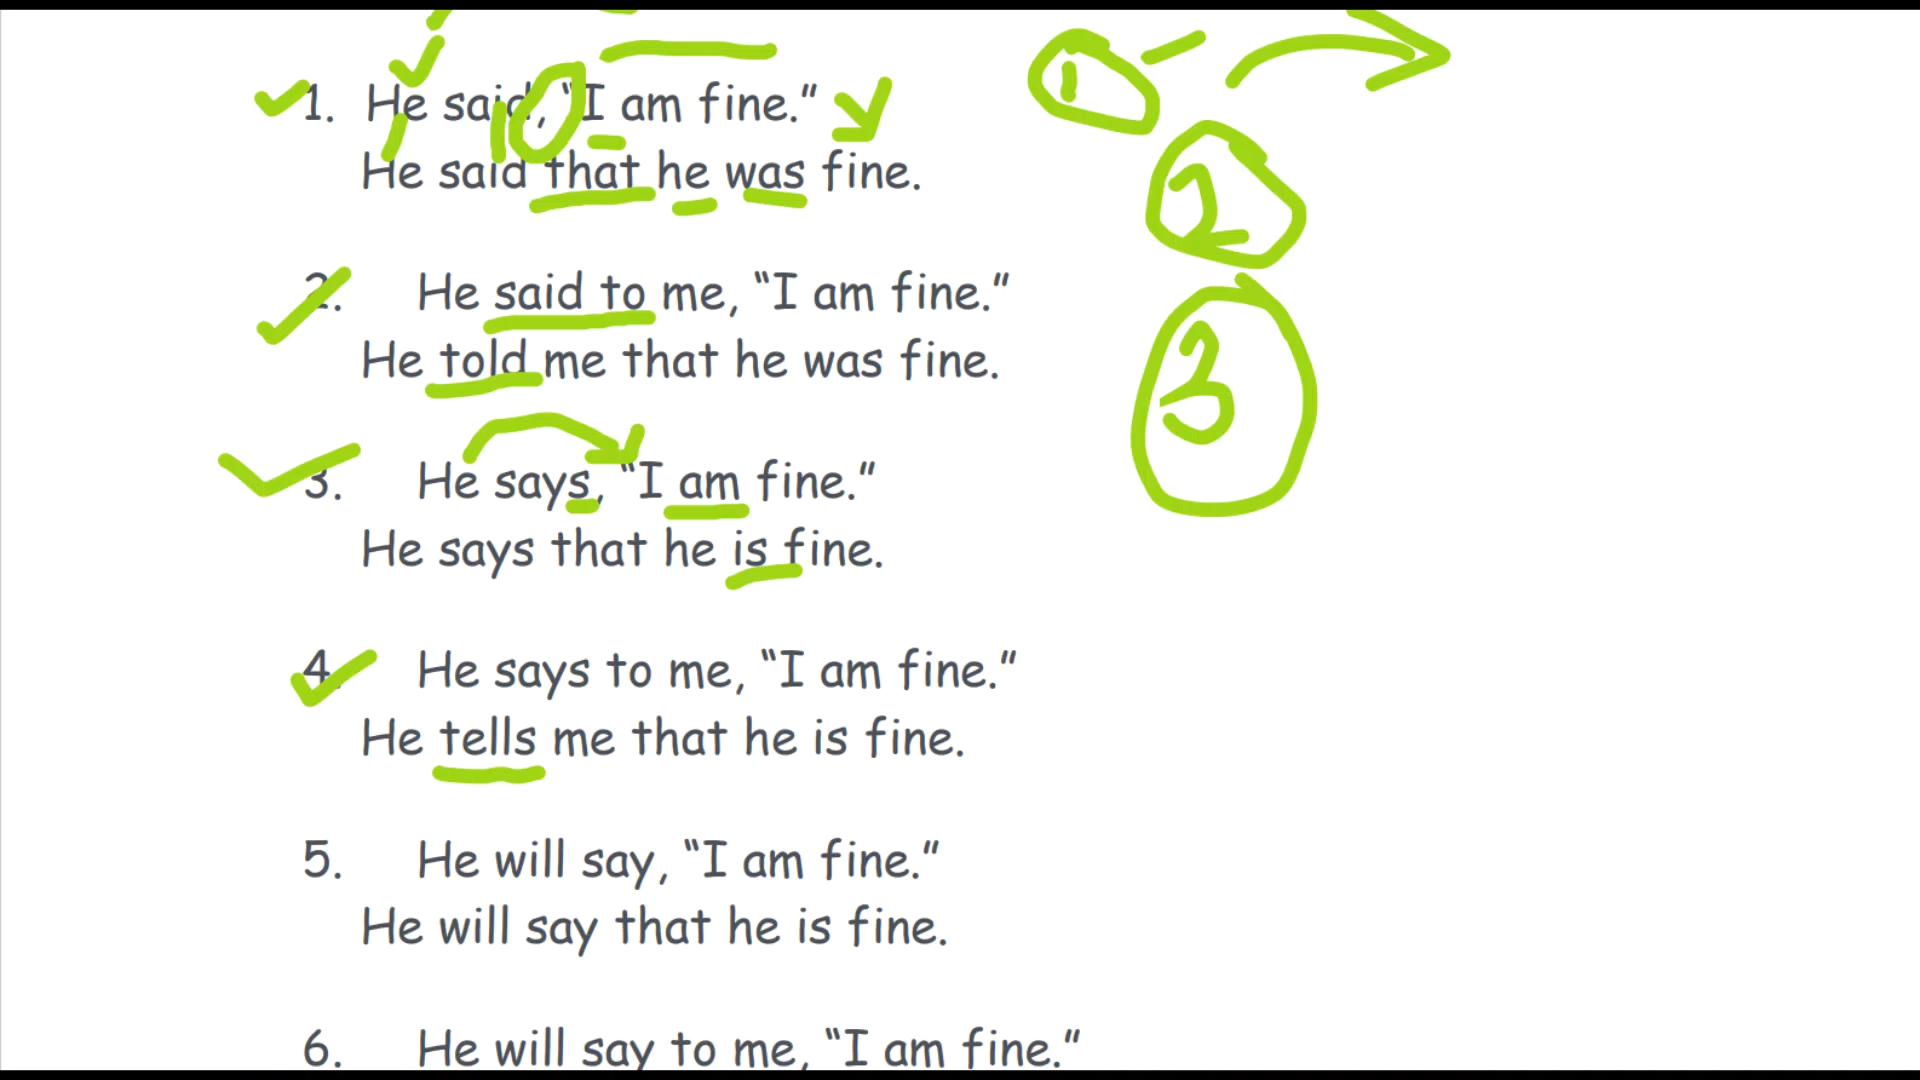 1. He said, “I am fine.”
He said that he was fine.
2. He said to me, “I am fine.”
He told me that he was fine.
3. He says, “I am fine.”
He says that he is fine.
4. He says to me, “I am fine.”
He tells me that he is fine.
5. He will say, “I am fine.”
He will say that he is fine.
6. He will say to me, “I am fine.”
1
2
3